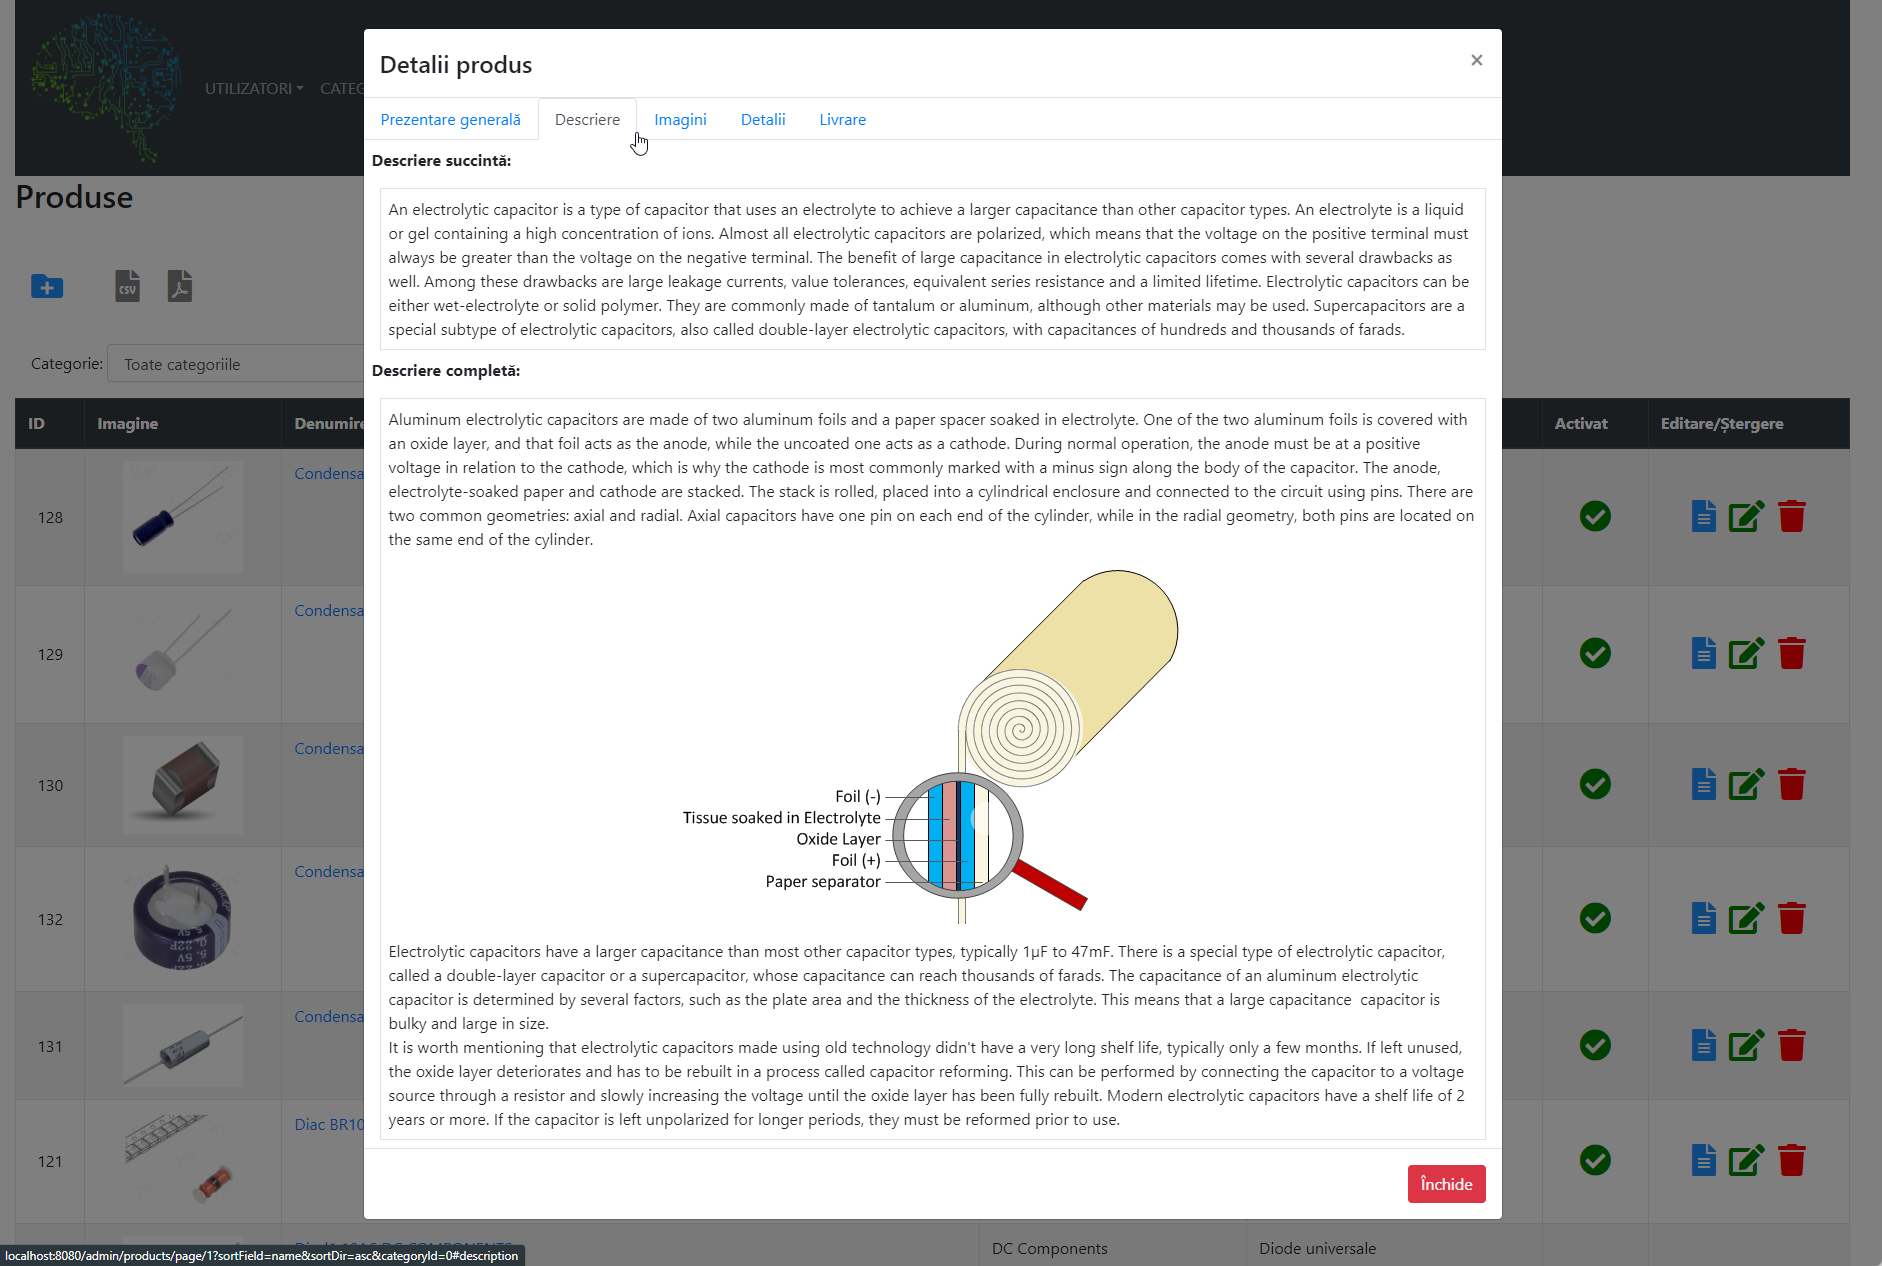 UTILIZATORI
CATEG
Detalii produs
×
Prezentare generală
Descriere
Imagini
Detalii
Livrare
Descriere succintă:
An electrolytic capacitor is a type of capacitor that uses an electrolyte to achieve a larger capacitance than other capacitor types. An electrolyte is a liquid
or gel containing a high concentration of ions. Almost all electrolytic capacitors are polarized, which means that the voltage on the positive terminal must
always be greater than the voltage on the negative terminal. The benefit of large capacitance in electrolytic capacitors comes with several drawbacks as
well. Among these drawbacks are large leakage currents, value tolerances, equivalent series resistance and a limited lifetime. Electrolytic capacitors can be
either wet-electrolyte or solid polymer. They are commonly made of tantalum or aluminum, although other materials may be used. Supercapacitors are a
special subtype of electrolytic capacitors, also called double-layer electrolytic capacitors, with capacitances of hundreds and thousands of farads.
Descriere completă:
Aluminum electrolytic capacitors are made of two aluminum foils and a paper spacer soaked in electrolyte. One of the two aluminum foils is covered with
an oxide layer, and that foil acts as the anode, while the uncoated one acts as a cathode. During normal operation, the anode must be at a positive
voltage in relation to the cathode, which is why the cathode is most commonly marked with a minus sign along the body of the capacitor. The anode,
electrolyte-soaked paper and cathode are stacked. The stack is rolled, placed into a cylindrical enclosure and connected to the circuit using pins. There are
two common geometries: axial and radial. Axial capacitors have one pin on each end of the cylinder, while in the radial geometry, both pins are located on
the same end of the cylinder.
Foil (-)
Tissue soaked in Electrolyte
Oxide Layer
Foil (+)
Paper separator
Electrolytic capacitors have a larger capacitance than most other capacitor types, typically 1µF to 47mF. There is a special type of electrolytic capacitor,
called a double-layer capacitor or a supercapacitor, whose capacitance can reach thousands of farads. The capacitance of an aluminum electrolytic
capacitor is determined by several factors, such as the plate area and the thickness of the electrolyte. This means that a large capacitance capacitor is
bulky and large in size.
It is worth mentioning that electrolytic capacitors made using old technology didn't have a very long shelf life, typically only a few months. If left unused,
the oxide layer deteriorates and has to be rebuilt in a process called capacitor reforming. This can be performed by connecting the capacitor to a voltage
source through a resistor and slowly increasing the voltage until the oxide layer has been fully rebuilt. Modern electrolytic capacitors have a shelf life of 2
years or more. If the capacitor is left unpolarized for longer periods, they must be reformed prior to use.
Închide
Produse
CSV
Categorie: Toate categoriile
ID Imagine Denumire Activat Editare/Ștergere
128 Condensa
129 Condensa
130 Condensa
132 Condensa
5.5V
0.22F
131 Condensa
121 Diac BR10
DC Components Diode universale
localhost:8080/admin/products/page/1?sortField=name&sortDir=asc&categoryId=0#description